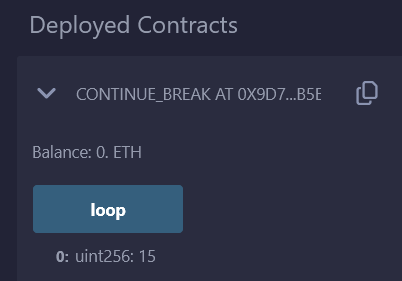 Deployed Contracts
CONTINUE_BREAK AT 0X9D7...B5E
Balance: 0. ETH
loop
0: uint256: 15